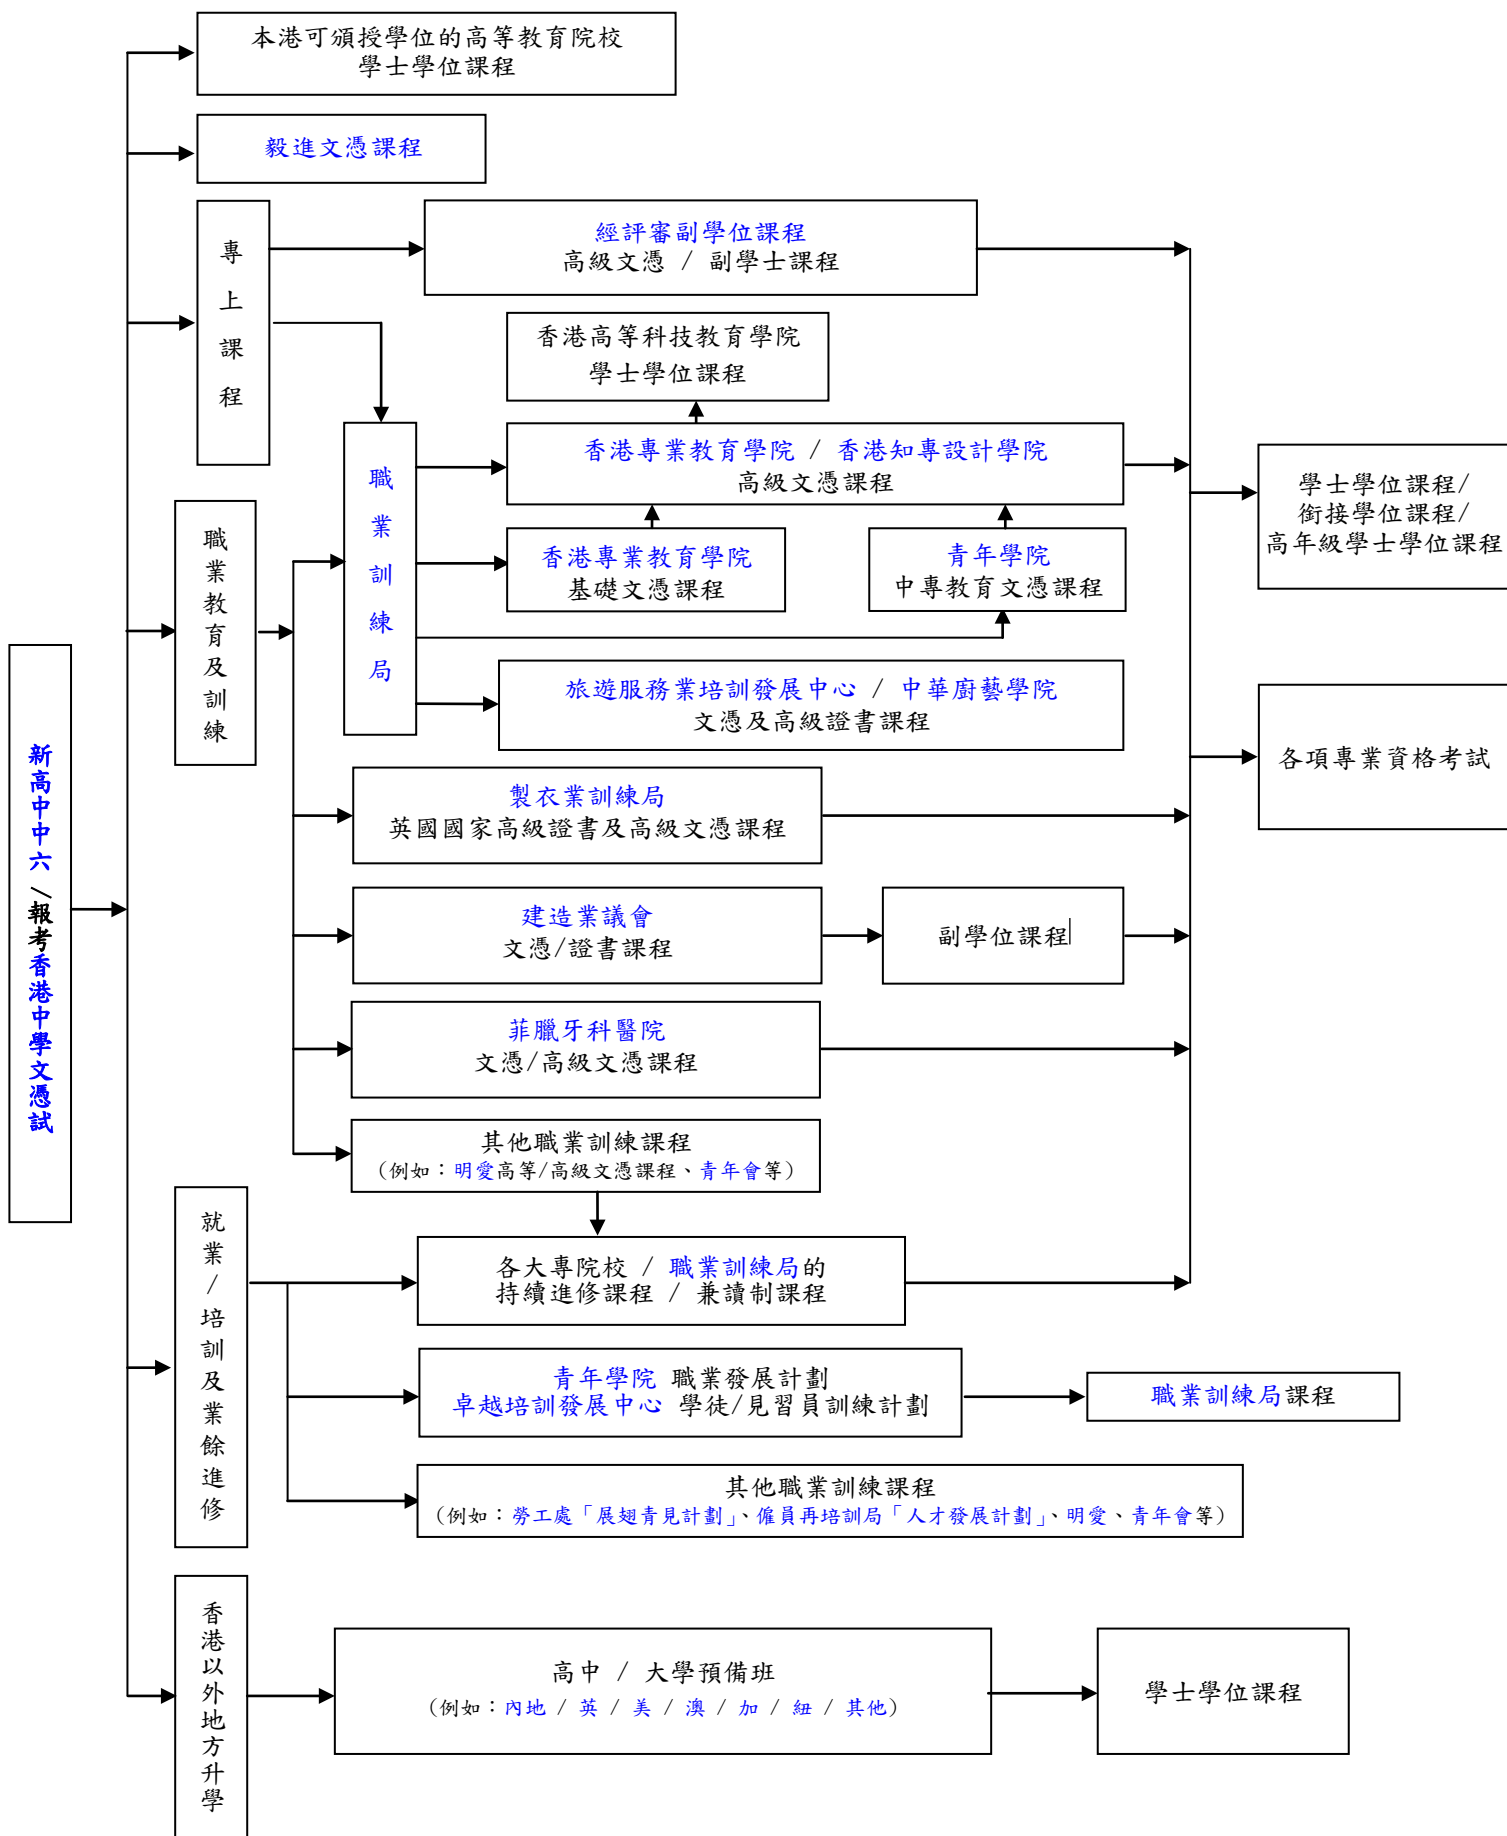 本港可頒授學位的高等教育院校
學士學位課程
毅進文憑課程
專上課程
經評審副學位課程
高級文憑 / 副學士課程
香港高等科技教育學院
學士學位課程
職業訓練局
香港專業教育學院 / 香港知專設計學院
高級文憑課程
學士學位課程/
銜接學位課程/
高年級學士學位課程
職業教育及訓練
香港專業教育學院
基礎文憑課程
青年學院
中專教育文憑課程
旅遊服務業培訓發展中心 / 中華廚藝學院
文憑及高級證書課程
各項專業資格考試
新高中中六/報考香港中學文憑試
製衣業訓練局
英國國家高級證書及高級文憑課程
建造業議會
文憑/證書課程
副學位課程
菲臘牙科醫院
文憑/高級文憑課程
其他職業訓練課程
(例如：明愛高等/高級文憑課程、青年會等)
就業/培訓及業餘進修
各大專院校 / 職業訓練局的
持續進修課程 / 兼讀制課程
青年學院 職業發展計劃
卓越培訓發展中心 學徒/見習員訓練計劃
職業訓練局課程
其他職業訓練課程
(例如：勞工處「展翅青見計劃」、僱員再培訓局「人才發展計劃」、明愛、青年會等)
香港以外地方升學
高中 / 大學預備班
(例如：內地 / 英 / 美 / 澳 / 加 / 紐 / 其他)
學士學位課程